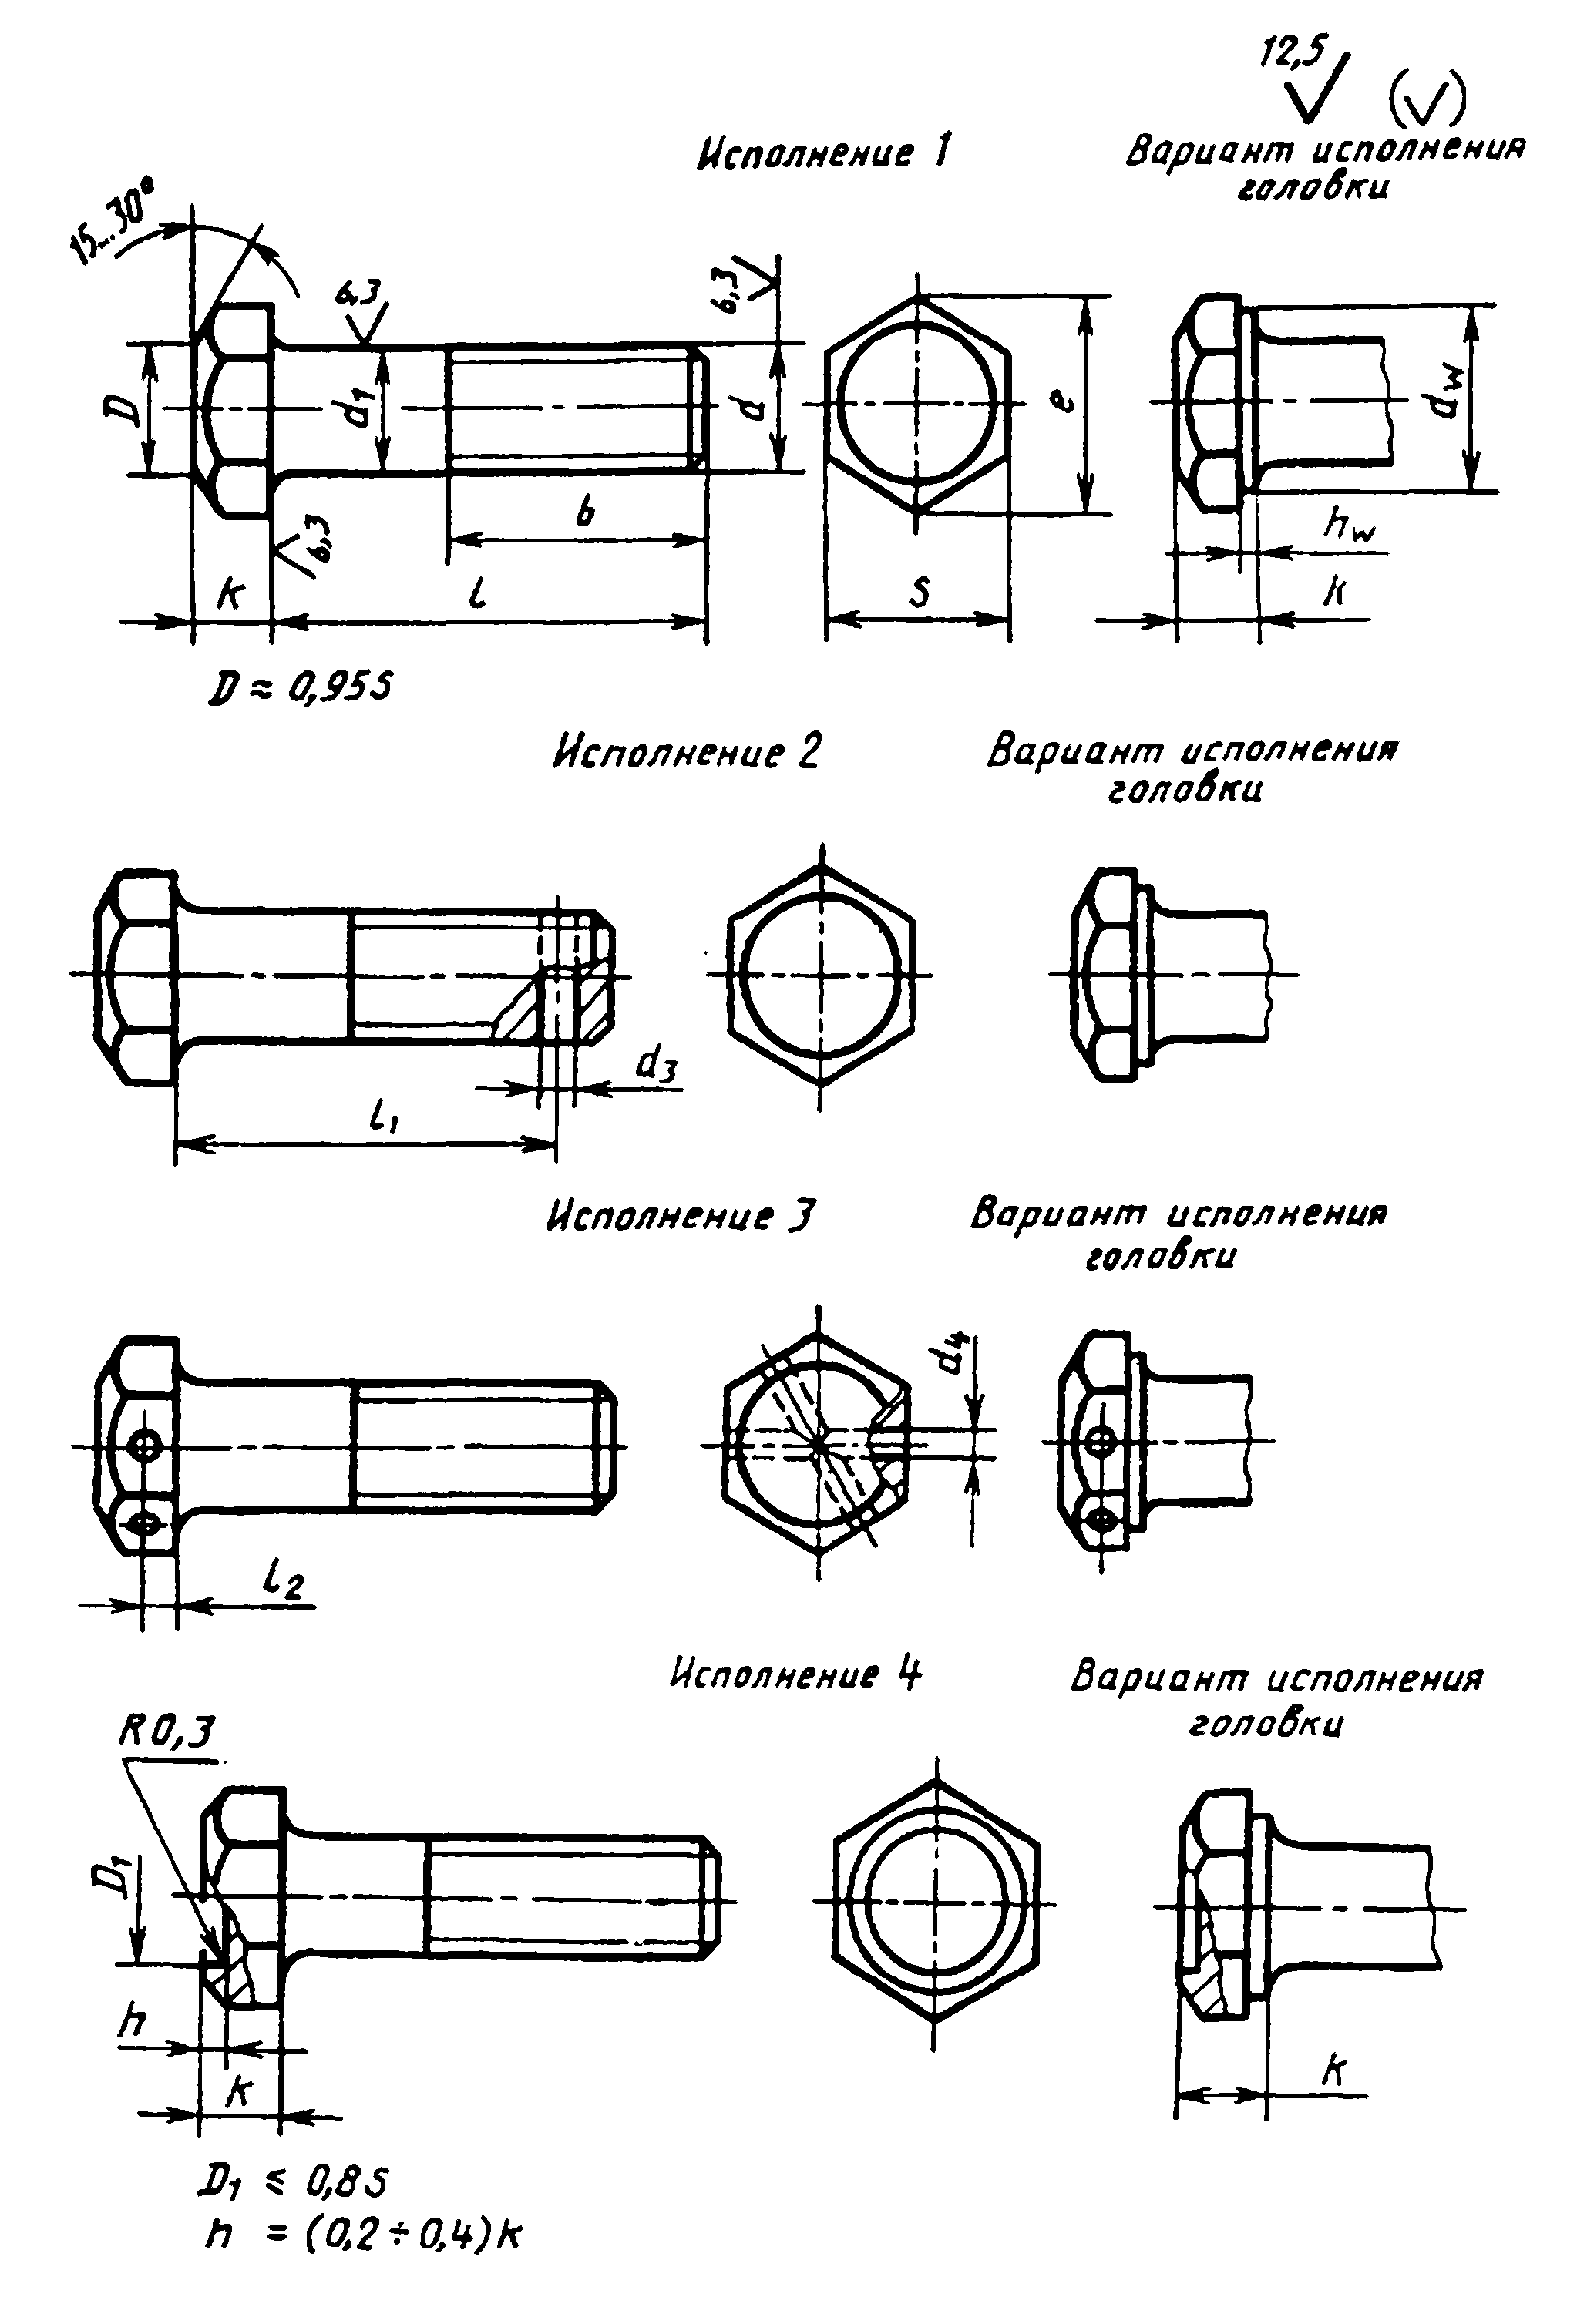 12,5
(√)
Исполнение 1
Вариант исполнения
головки
15...30°
6,3
6,3
D
d₁
d
e
dw
b
6,3
hw
k
l
s
k
D ≈ 0,95S
Исполнение 2
Вариант исполнения
головки
d₃
l₁
Исполнение 3
Вариант исполнения
головки
d₄
l₂
Исполнение 4
Вариант исполнения
головки
R0,3
D₁
h
k
k
D₁ ≤ 0,8S
h = (0,2 ÷ 0,4)k